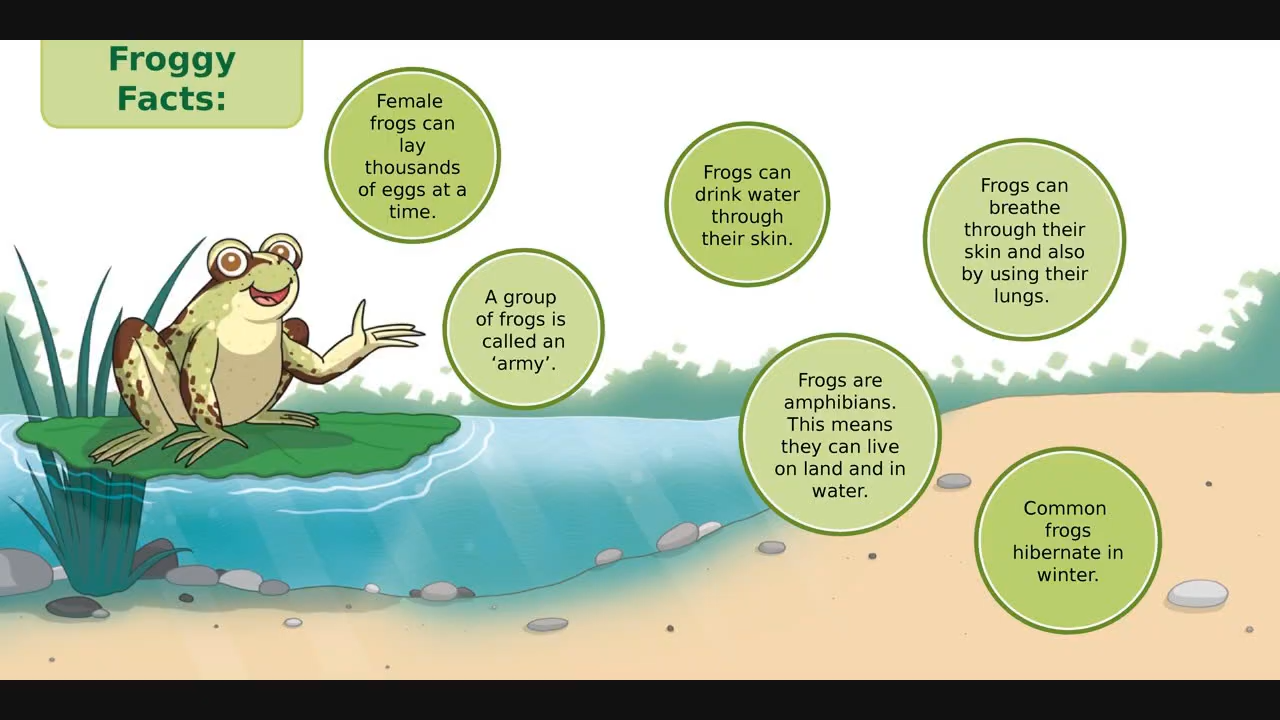 Froggy
Facts:
Female
frogs can
lay
thousands
of eggs at a
time.
A group
of frogs is
called an
‘army’.
Frogs can
drink water
through
their skin.
Frogs are
amphibians.
This means
they can live
on land and in
water.
Frogs can
breathe
through their
skin and also
by using their
lungs.
Common
frogs
hibernate in
winter.